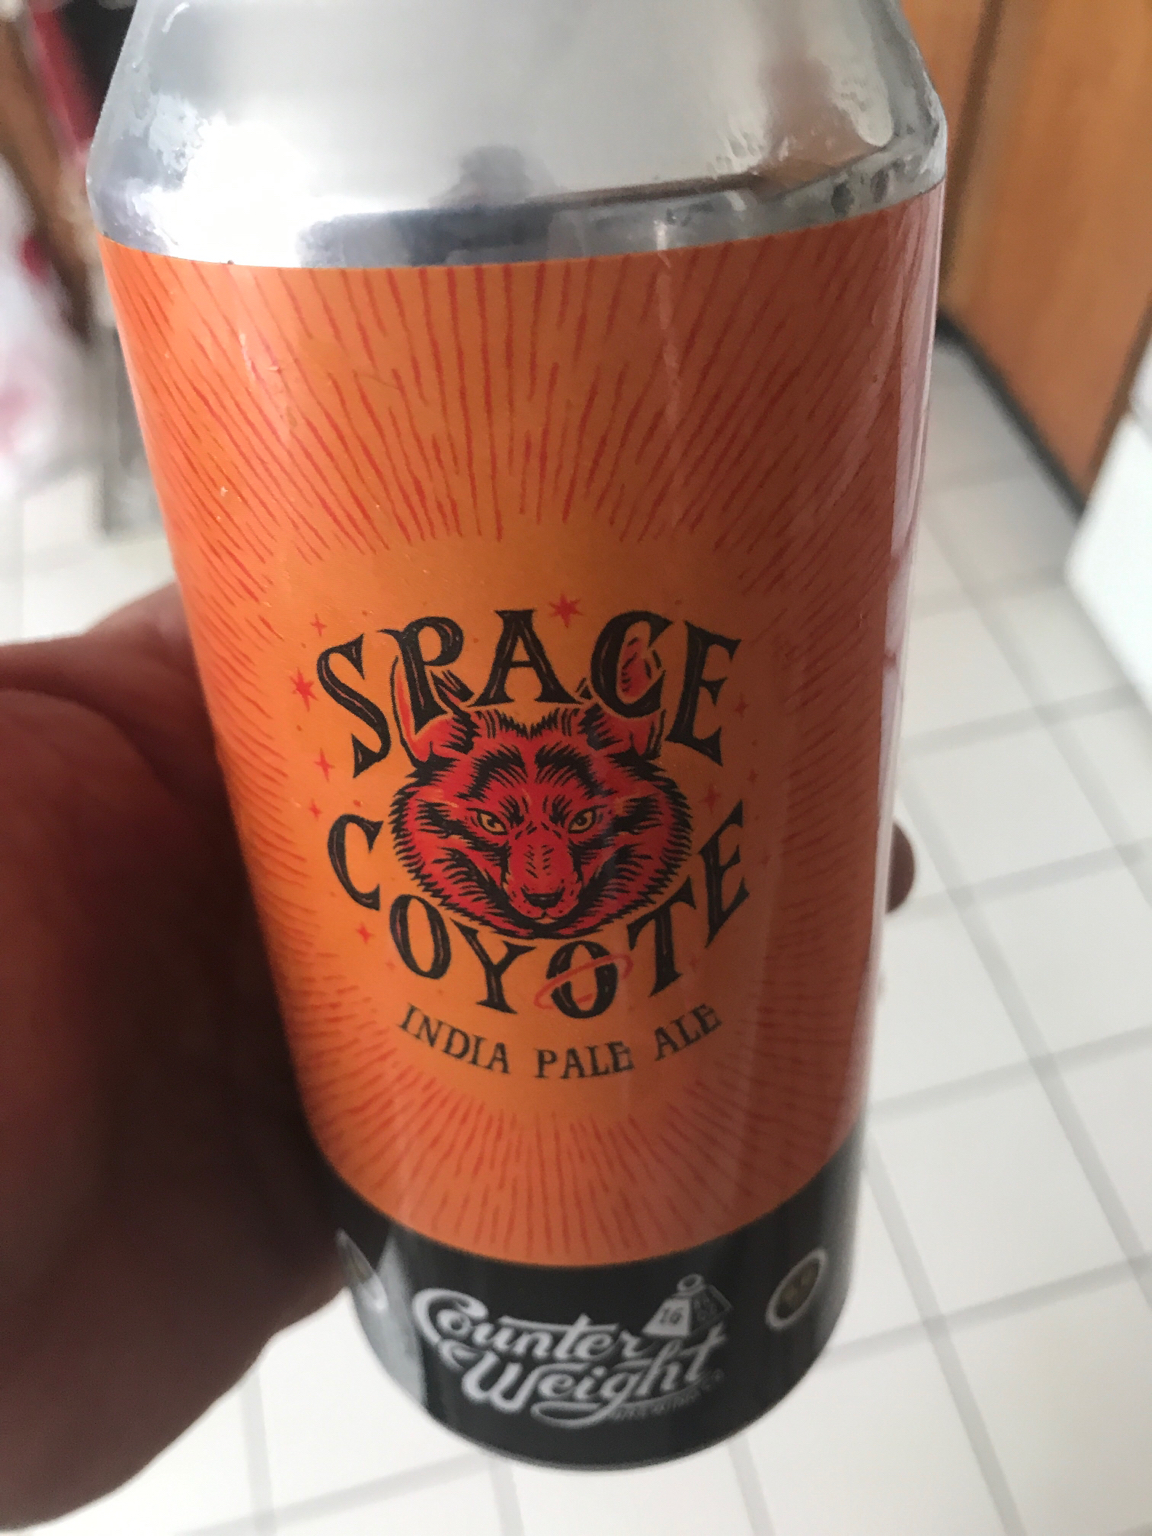 SPACE
COYOTE
INDIA PALE ALE
Counter
Weight